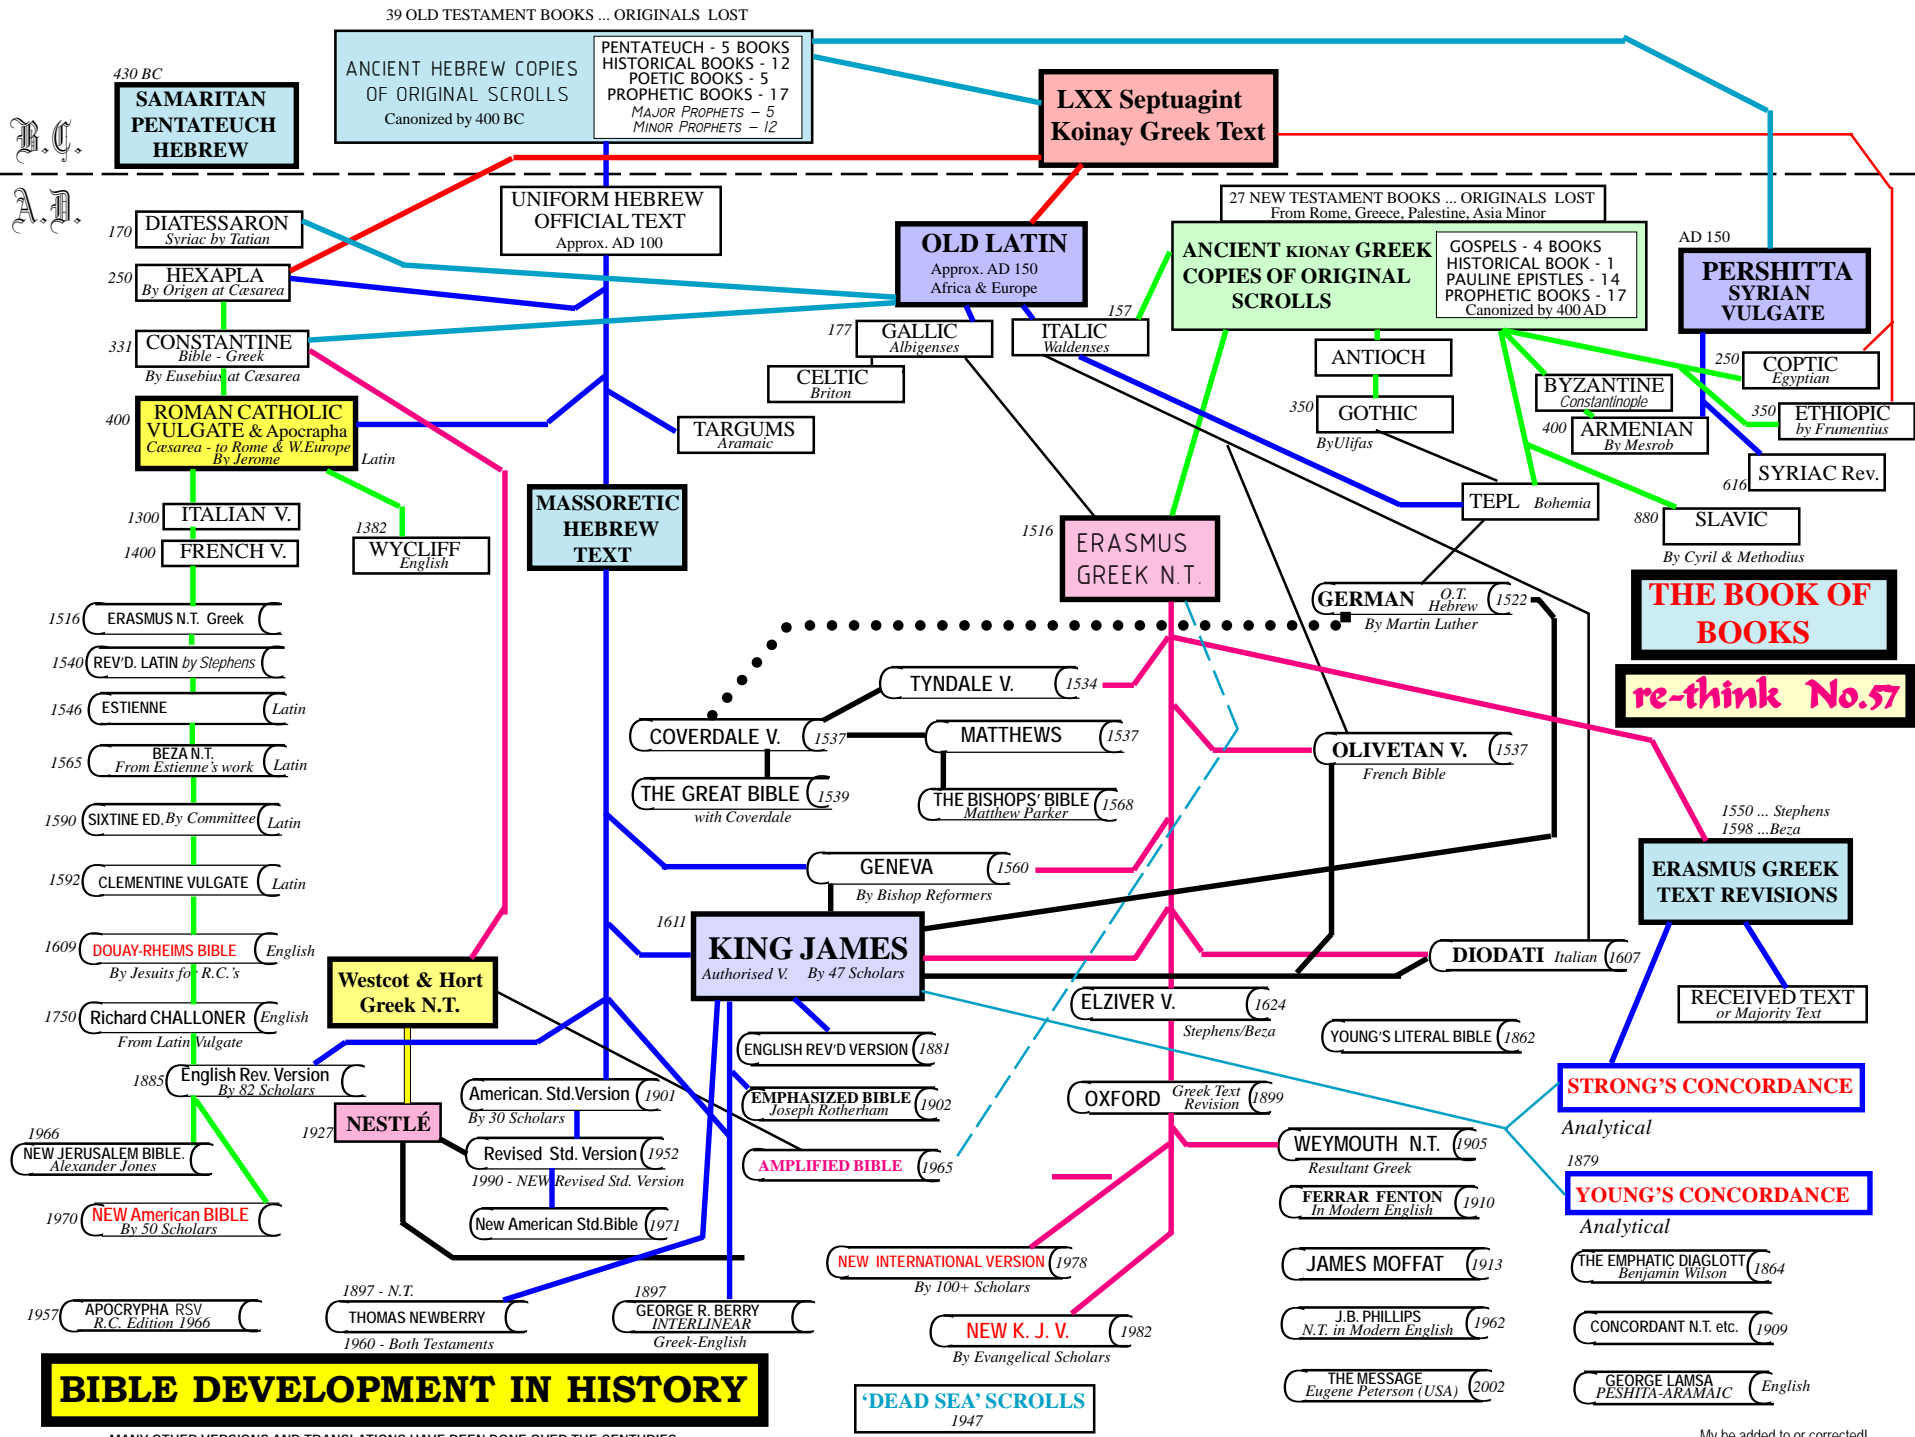 39 OLD TESTAMENT BOOKS ... ORIGINALS LOST
ANCIENT HEBREW COPIES
OF ORIGINAL SCROLLS
Canonized by 400 BC
PENTATEUCH - 5 BOOKS
HISTORICAL BOOKS - 12
POETIC BOOKS - 5
PROPHETIC BOOKS - 17
MAJOR PROPHETS – 5
MINOR PROPHETS – 12
430 BC
SAMARITAN
PENTATEUCH
HEBREW
B.C.
LXX Septuagint
Koinay Greek Text
A.D.
170
DIATESSARON
Syriac by Tatian
250
HEXAPLA
By Origen at Cæsarea
331
CONSTANTINE
Bible - Greek
By Eusebius at Cæsarea
400
ROMAN CATHOLIC
VULGATE & Apocrapha
Cæsarea - to Rome & W.Europe
By Jerome
Latin
UNIFORM HEBREW
OFFICIAL TEXT
Approx. AD 100
TARGUMS
Aramaic
MASSORETIC
HEBREW
TEXT
OLD LATIN
Approx. AD 150
Africa & Europe
177
GALLIC
Albigenses
CELTIC
Briton
157
ITALIC
Waldenses
27 NEW TESTAMENT BOOKS ... ORIGINALS LOST
From Rome, Greece, Palestine, Asia Minor
ANCIENT KIONAY GREEK
COPIES OF ORIGINAL
SCROLLS
GOSPELS - 4 BOOKS
HISTORICAL BOOK - 1
PAULINE EPISTLES - 14
PROPHETIC BOOKS - 17
Canonized by 400 AD
AD 150
PERSHITTA
SYRIAN
VULGATE
ANTIOCH
350
GOTHIC
ByUlifas
BYZANTINE
Constantinople
400
ARMENIAN
By Mesrob
250
COPTIC
Egyptian
350
ETHIOPIC
by Frumentius
616
SYRIAC Rev.
TEPL Bohemia
880
SLAVIC
By Cyril & Methodius
1300
ITALIAN V.
1400
FRENCH V.
1382
WYCLIFF
English
1516
ERASMUS
GREEK N.T.
GERMAN O.T. Hebrew 1522
By Martin Luther
THE BOOK OF
BOOKS
re-think No.57
1516 ERASMUS N.T. Greek
1540 REV'D. LATIN by Stephens
1546 ESTIENNE Latin
1565 BEZA N.T.
From Estienne's work Latin
1590 SIXTINE ED. By Committee Latin
1592 CLEMENTINE VULGATE Latin
1609 DOUAY-RHEIMS BIBLE English
By Jesuits for R.C.'s
1750 Richard CHALLONER English
From Latin Vulgate
1885 English Rev. Version
By 82 Scholars
1966
NEW JERUSALEM BIBLE.
Alexander Jones
1970 NEW American BIBLE
By 50 Scholars
1957 APOCRYPHA RSV
R.C. Edition 1966
TYNDALE V. 1534
COVERDALE V. 1537
MATTHEWS 1537
THE GREAT BIBLE 1539
with Coverdale
THE BISHOPS' BIBLE 1568
Matthew Parker
OLIVETAN V. 1537
French Bible
GENEVA 1560
By Bishop Reformers
1550 ... Stephens
1598 ...Beza
ERASMUS GREEK
TEXT REVISIONS
1611
KING JAMES
Authorised V. By 47 Scholars
DIODATI Italian 1607
Westcot & Hort
Greek N.T.
ELZIVER V. 1624
Stephens/Beza
RECEIVED TEXT
or Majority Text
ENGLISH REV'D VERSION 1881
YOUNG'S LITERAL BIBLE 1862
EMPHASIZED BIBLE 1902
Joseph Rotherham
OXFORD Greek Text Revision 1899
STRONG'S CONCORDANCE
Analytical
1927
NESTLÉ
American. Std.Version 1901
By 30 Scholars
Revised Std. Version 1952
1990 - NEW Revised Std. Version
New American Std.Bible 1971
AMPLIFIED BIBLE 1965
WEYMOUTH N.T. 1905
Resultant Greek
1879
YOUNG'S CONCORDANCE
Analytical
FERRAR FENTON 1910
In Modern English
NEW INTERNATIONAL VERSION 1978
By 100+ Scholars
JAMES MOFFAT 1913
THE EMPHATIC DIAGLOTT 1864
Benjamin Wilson
1897 - N.T.
THOMAS NEWBERRY
1960 - Both Testaments
1897
GEORGE R. BERRY
INTERLINEAR
Greek-English
NEW K. J. V. 1982
By Evangelical Scholars
J.B. PHILLIPS 1962
N.T. in Modern English
CONCORDANT N.T. etc. 1909
BIBLE DEVELOPMENT IN HISTORY
'DEAD SEA' SCROLLS
1947
THE MESSAGE 2002
Eugene Peterson (USA)
GEORGE LAMSA English
PESHITA-ARAMAIC
MANY OTHER VERSIONS AND TRANSLATIONS HAVE BEEN DONE OVER THE CENTURIES
My be added to or corrected!